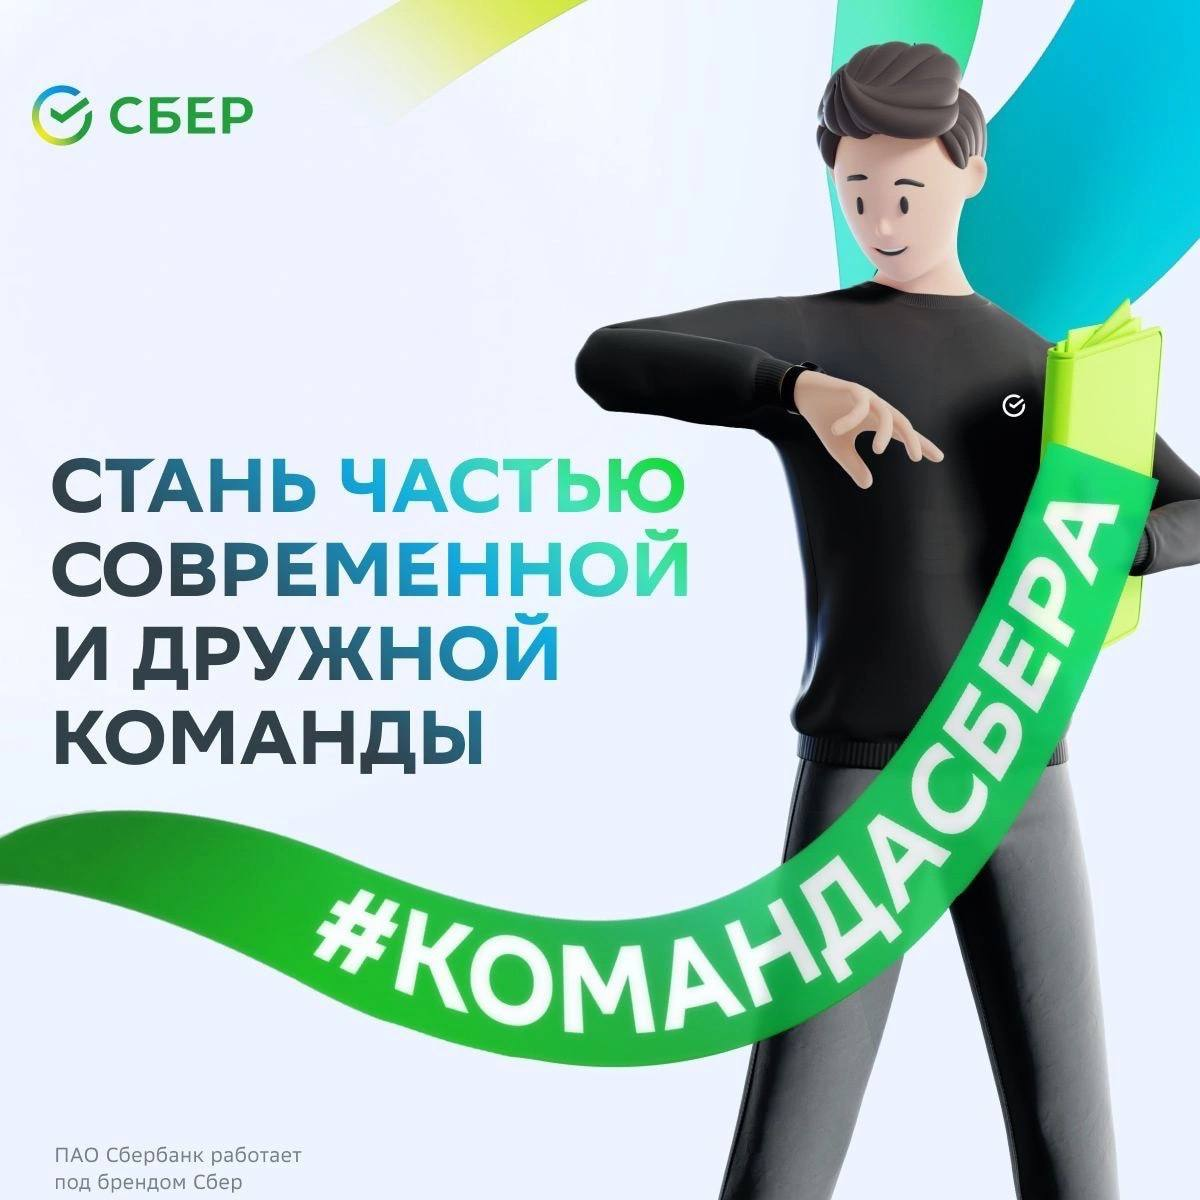 СБЕР
СТАНЬ ЧАСТЬЮ
СОВРЕМЕННОЙ
И ДРУЖНОЙ
КОМАНДЫ
#КОМАНДАСБЕРА
ПАО Сбербанк работает
под брендом Сбер